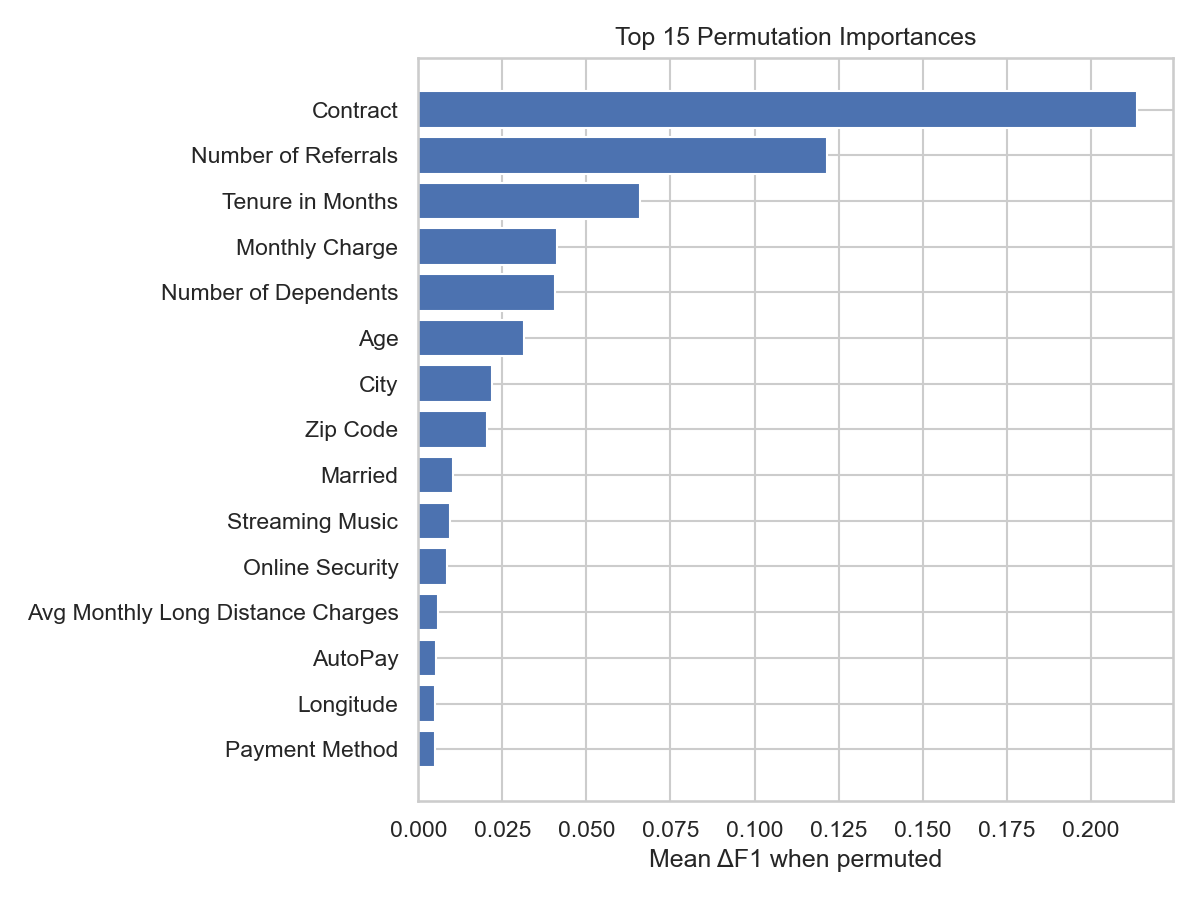 Top 15 Permutation Importances
Contract
Number of Referrals
Tenure in Months
Monthly Charge
Number of Dependents
Age
City
Zip Code
Married
Streaming Music
Online Security
Avg Monthly Long Distance Charges
AutoPay
Longitude
Payment Method
0.000 0.025 0.050 0.075 0.100 0.125 0.150 0.175 0.200
Mean ΔF1 when permuted